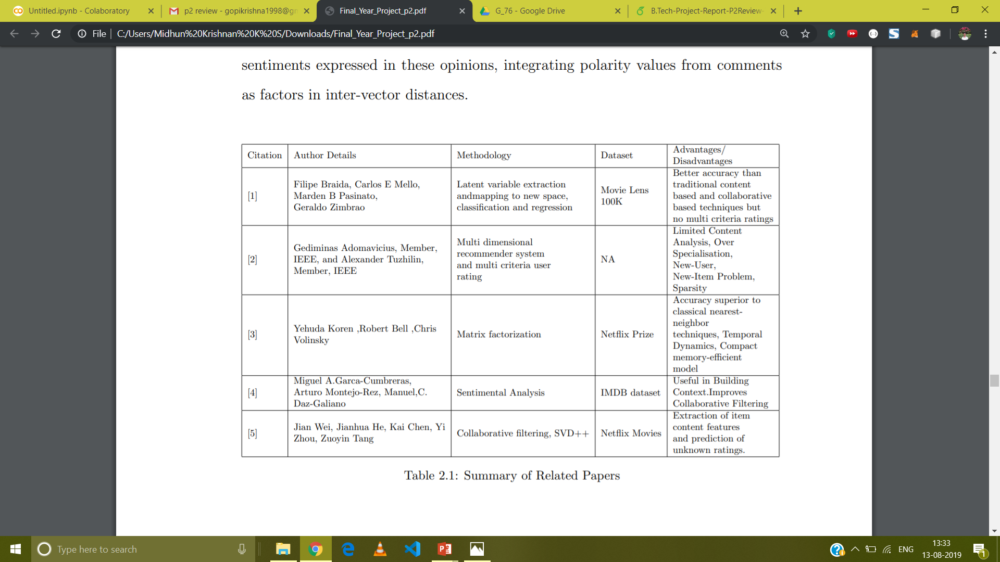 Untitled.ipynb - Colaboratory
p2 review - gopikrishna1998@gm
Final_Year_Project_p2.pdf
G_76 - Google Drive
B.Tech-Project-Report-P2Review-
File
C:/Users/Midhun%20Krishnan%20K%20S/Downloads/Final_Year_Project_p2.pdf
sentiments expressed in these opinions, integrating polarity values from comments
as factors in inter-vector distances.
Citation
Author Details
Methodology
Dataset
Advantages/
Disadvantages
[1]
Filipe Braida, Carlos E Mello,
Marden B Pasinato,
Geraldo Zimbrao
Latent variable extraction
andmapping to new space,
classification and regression
Movie Lens
100K
Better accuracy than
traditional content
based and collaborative
based techniques but
no multi criteria ratings
[2]
Gediminas Adomavicius, Member,
IEEE, and Alexander Tuzhilin,
Member, IEEE
Multi dimensional
recommender system
and multi criteria user
rating
NA
Limited Content
Analysis, Over
Specialisation,
New-User,
New-Item Problem,
Sparsity
[3]
Yehuda Koren ,Robert Bell ,Chris
Volinsky
Matrix factorization
Netflix Prize
Accuracy superior to
classical nearest-
neighbor
techniques, Temporal
Dynamics, Compact
memory-efficient
model
[4]
Miguel A.Garca-Cumbreras,
Arturo Montejo-Rez, Manuel,C.
Daz-Galiano
Sentimental Analysis
IMDB dataset
Useful in Building
Context.Improves
Collaborative Filtering
[5]
Jian Wei, Jianhua He, Kai Chen, Yi
Zhou, Zuoyin Tang
Collaborative filtering, SVD++
Netflix Movies
Extraction of item
content features
and prediction of
unknown ratings.
Table 2.1: Summary of Related Papers
Type here to search
ENG
13:33
13-08-2019
1